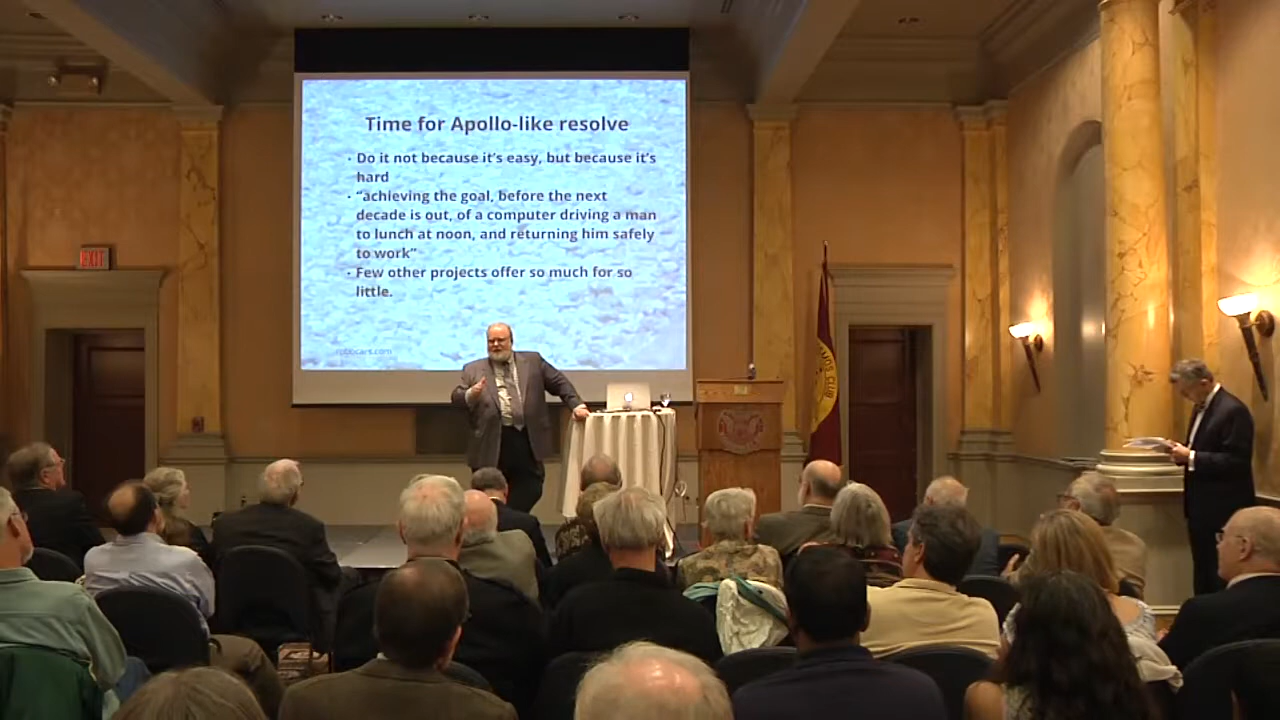 Time for Apollo-like resolve
· Do it not because it's easy, but because it's
hard
· "achieving the goal, before the next
decade is out, of a computer driving a man
to lunch at noon, and returning him safely
to work"
· Few other projects offer so much for so
little.
robocars.com
EXIT